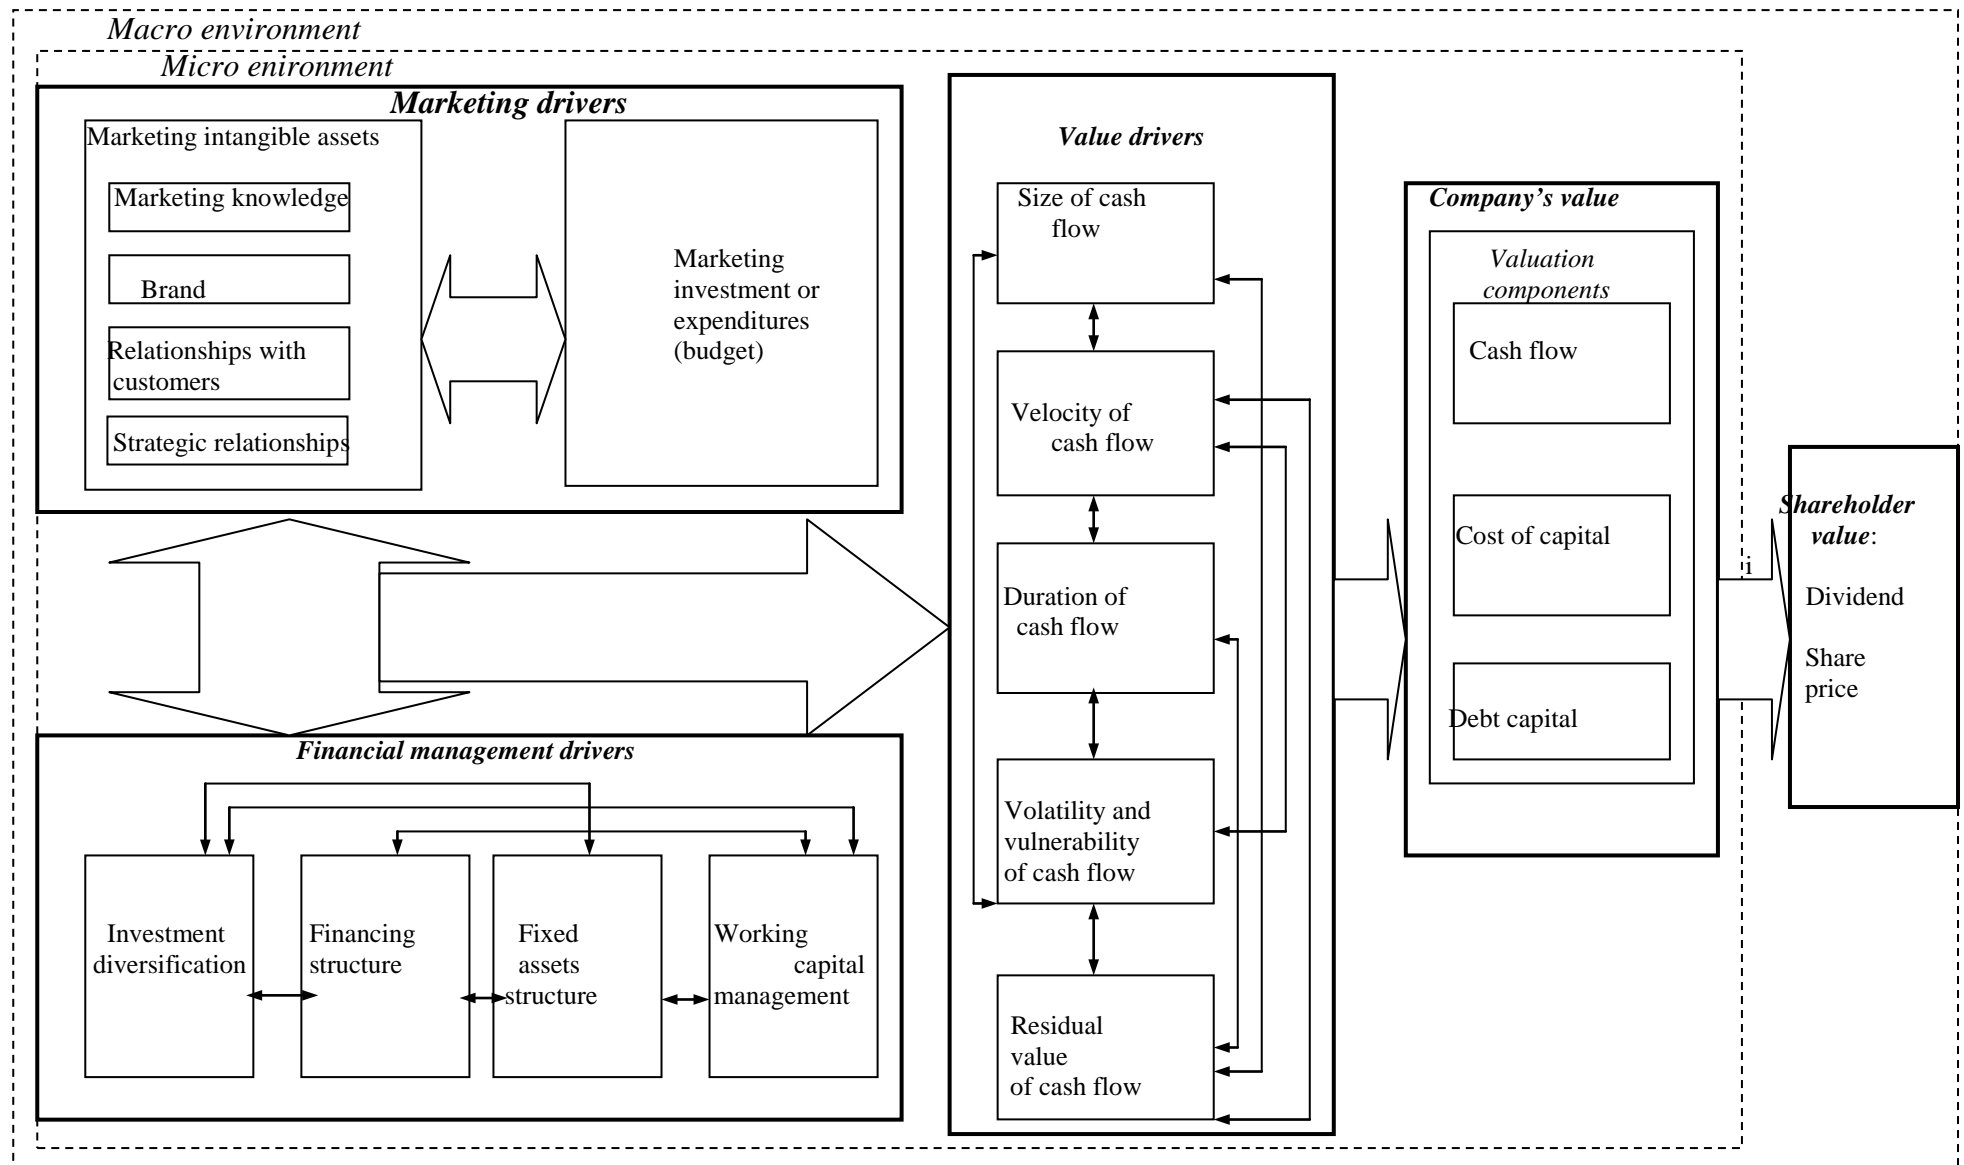 Macro environment
Micro enironment
Marketing drivers
Marketing intangible assets
Marketing knowledge
Brand
Relationships with
customers
Strategic relationships
Marketing
investment or
expenditures
(budget)
Financial management drivers
Investment
diversification
Financing
structure
Fixed
assets
structure
Working
capital
management
Value drivers
Size of cash
flow
Velocity of
cash flow
Duration of
cash flow
Volatility and
vulnerability
of cash flow
Residual
value
of cash flow
Company's value
Valuation
components
Cash flow
Cost of capital
Debt capital
i
Shareholder
value:
Dividend
Share
price